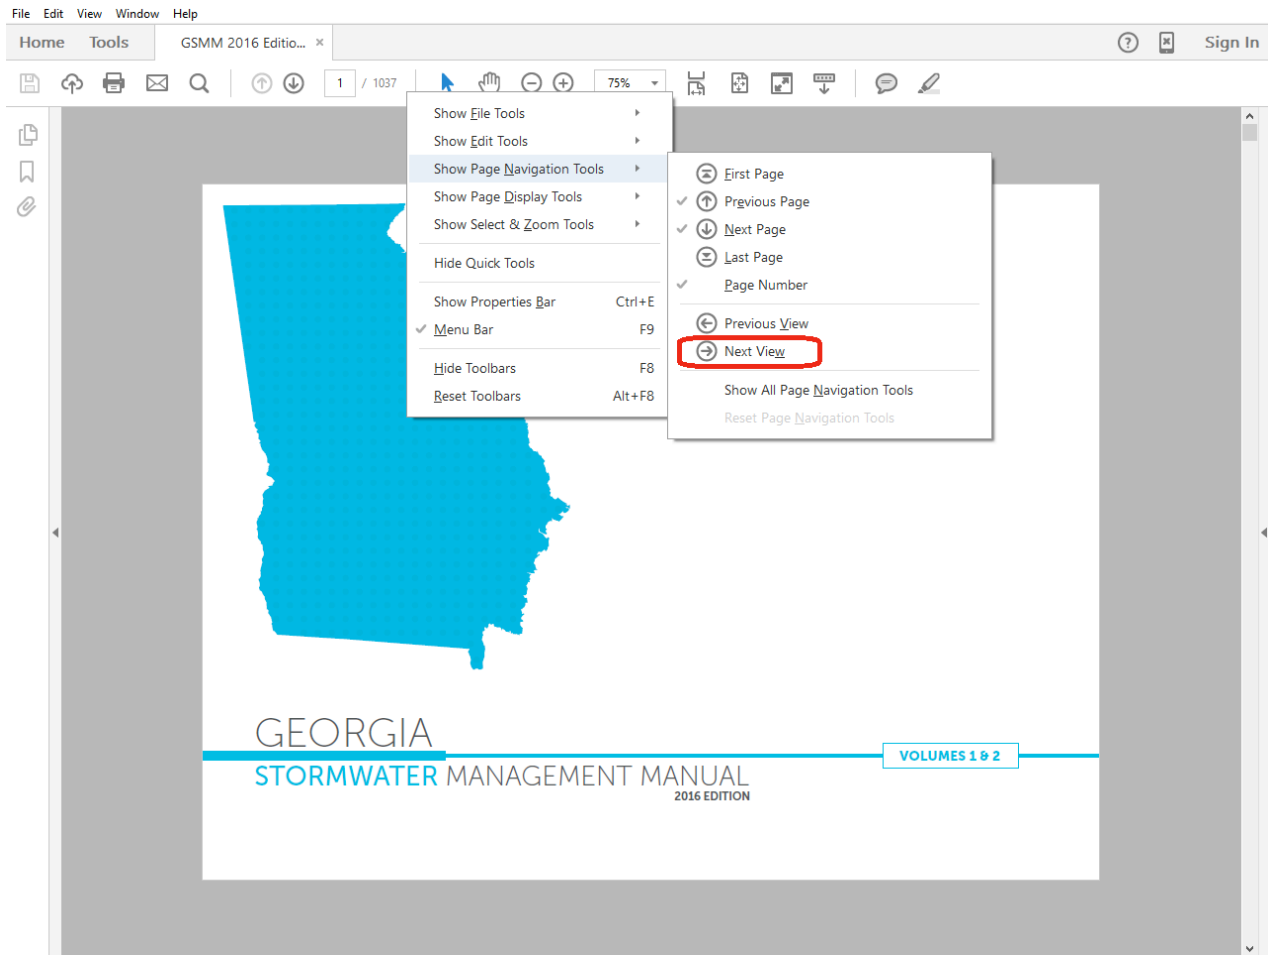 File Edit View Window Help
Home Tools GSMM 2016 Editio... × ? Sign In
1 / 1037 75%
Show File Tools
Show Edit Tools
Show Page Navigation Tools
Show Page Display Tools
Show Select & Zoom Tools
Hide Quick Tools
Show Properties Bar Ctrl+E
Menu Bar F9
Hide Toolbars F8
Reset Toolbars Alt+F8
First Page
Previous Page
Next Page
Last Page
Page Number
Previous View
Next View
Show All Page Navigation Tools
Reset Page Navigation Tools
GEORGIA
STORMWATER MANAGEMENT MANUAL
2016 EDITION
VOLUMES 1 & 2